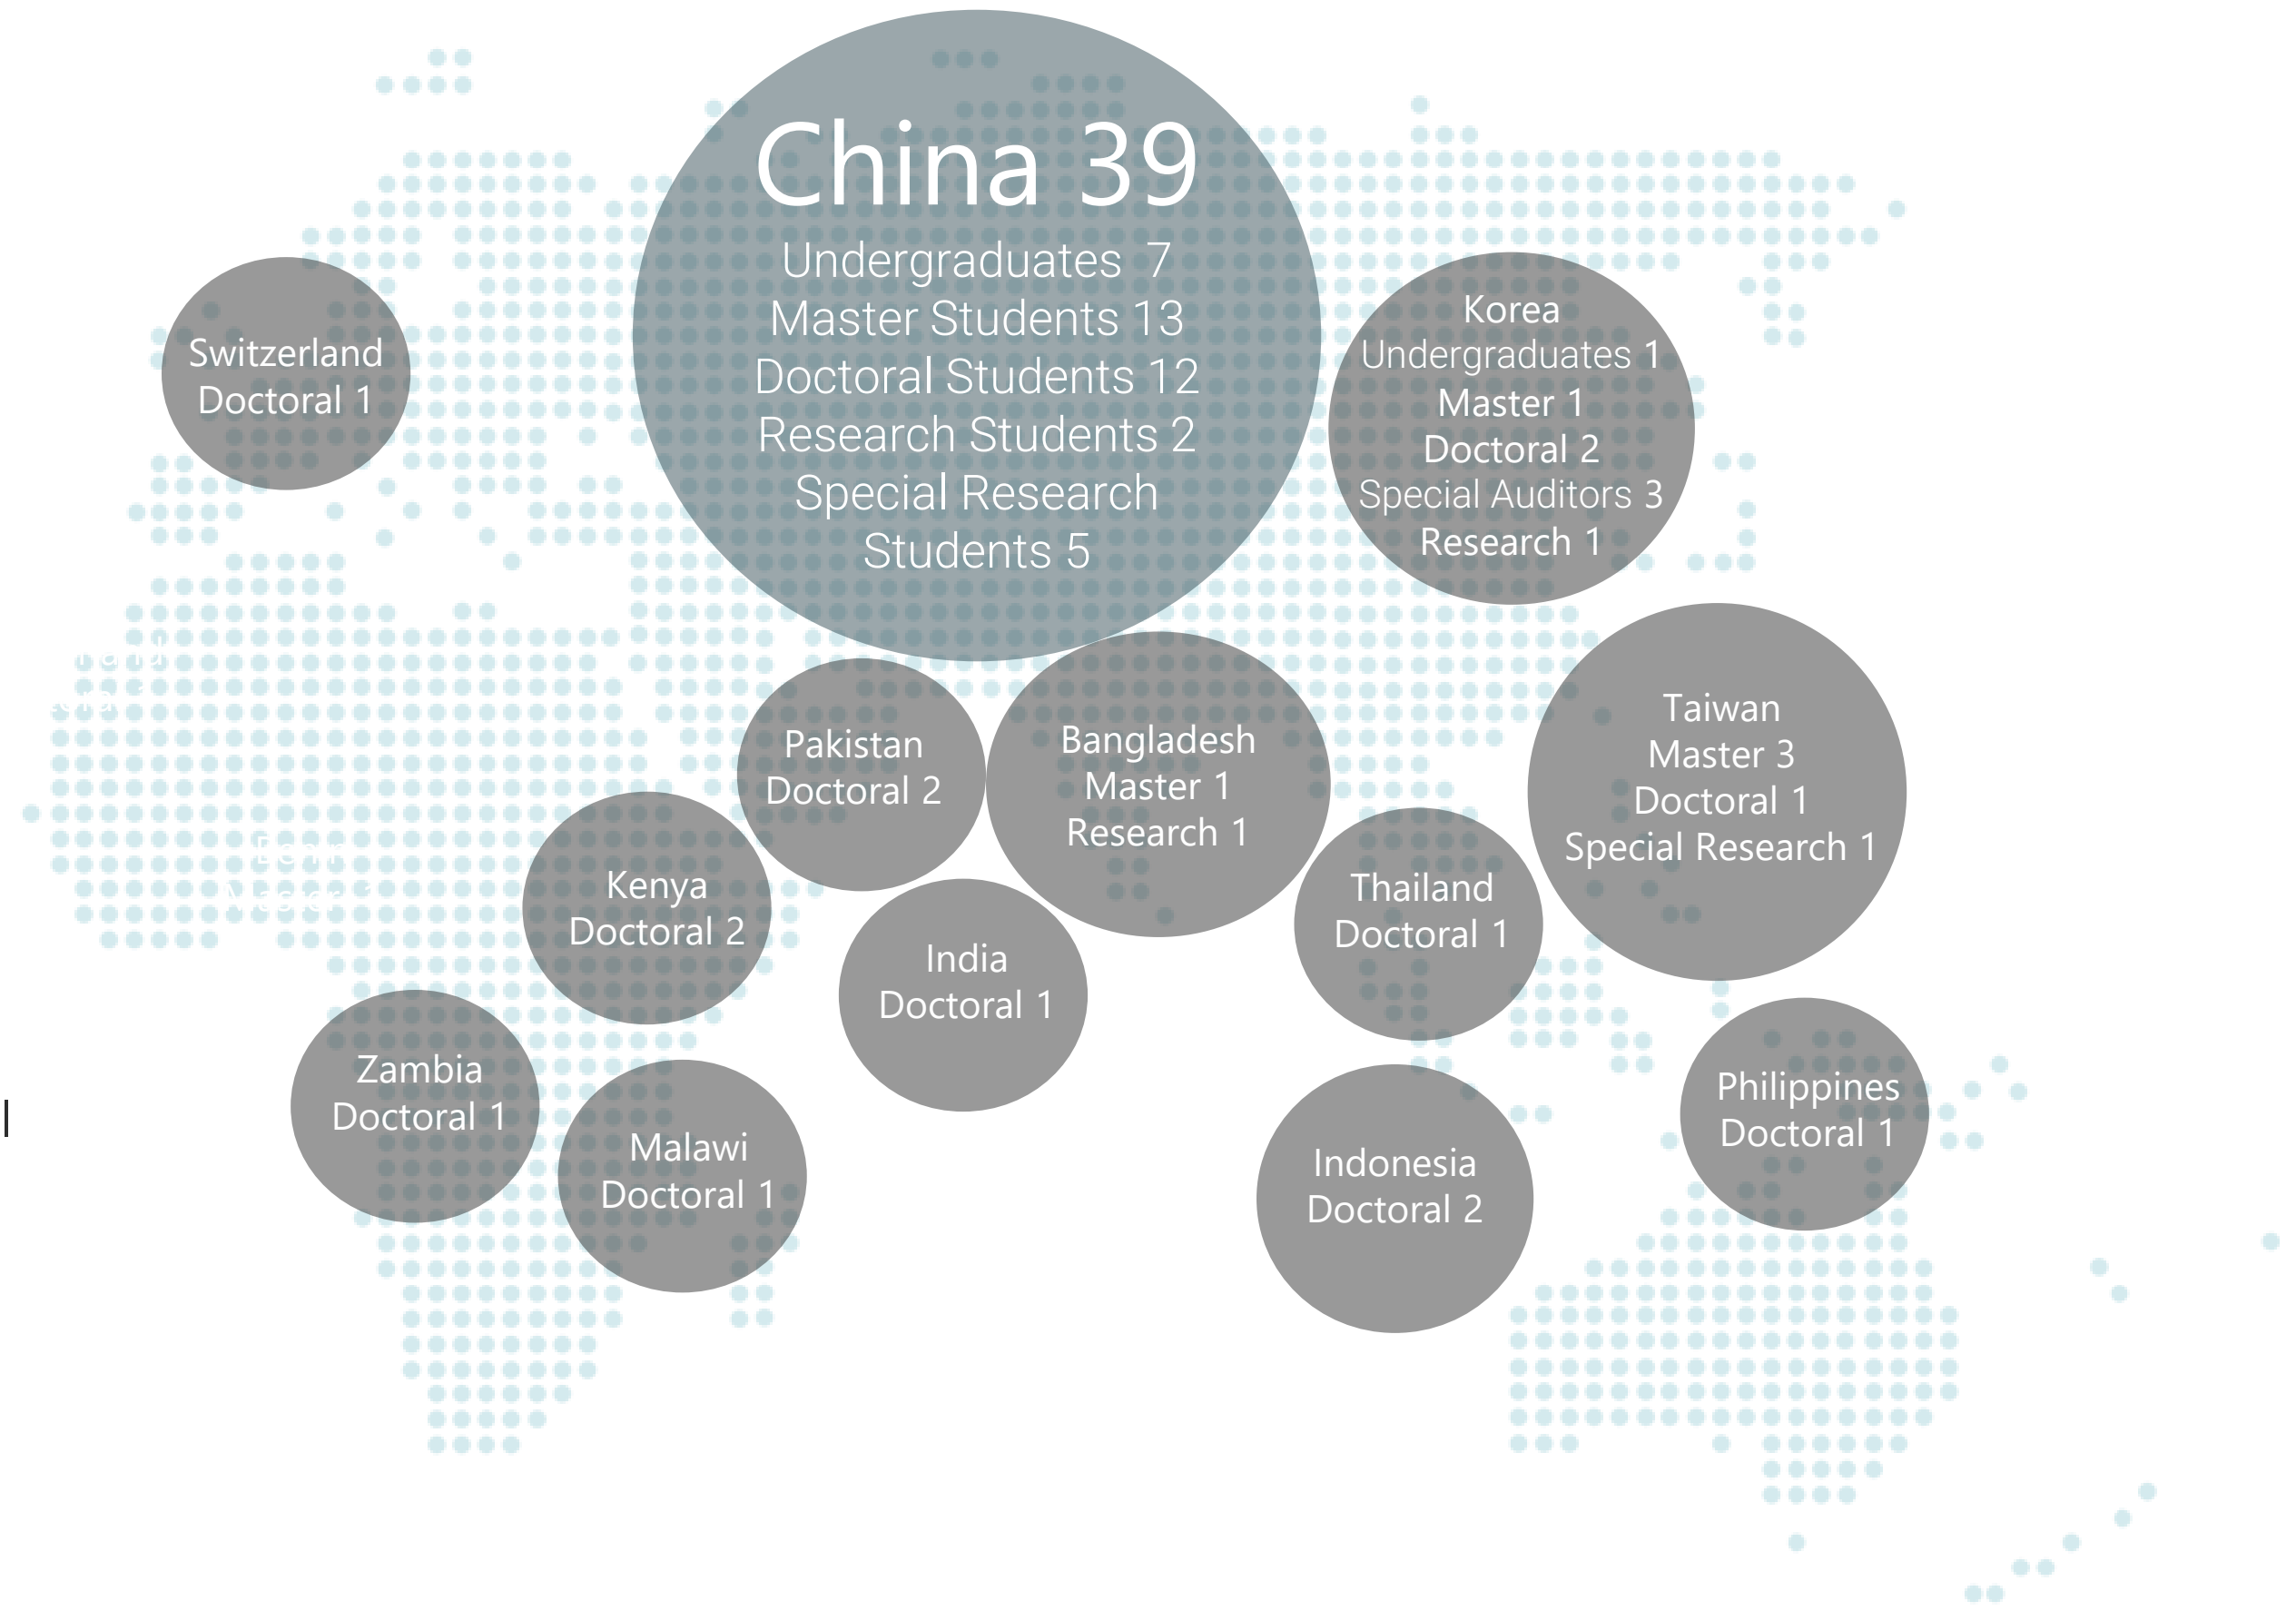 China 39
Undergraduates 7
Master Students 13
Doctoral Students 12
Research Students 2
Special Research
Students 5
Switzerland
Doctoral 1
Korea
Undergraduates 1
Master 1
Doctoral 2
Special Auditors 3
Research 1
Taiwan
Master 3
Doctoral 1
Special Research 1
Pakistan
Doctoral 2
Bangladesh
Master 1
Research 1
Kenya
Doctoral 2
Thailand
Doctoral 1
India
Doctoral 1
Zambia
Doctoral 1
Malawi
Doctoral 1
Indonesia
Doctoral 2
Philippines
Doctoral 1
Benin
Master 1